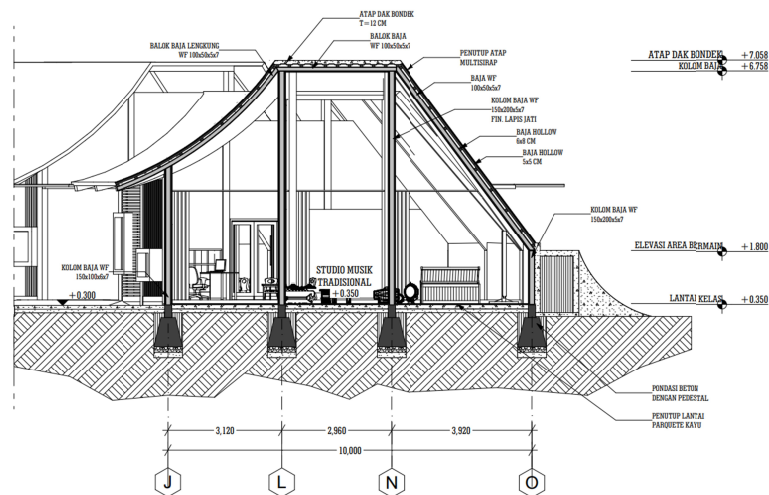 ATAP DAK BONDEK
T = 12 CM
BALOK BAJA LENGKUNG
WF 100x50x5x7
BALOK BAJA
WF 100x50x5x7
PENUTUP ATAP
MULTISIRAP
BAJA WF
100x50x5x7
KOLOM BAJA WF
150x200x5x7
FIN. LAPIS JATI
BAJA HOLLOW
6x8 CM
BAJA HOLLOW
5x5 CM
ATAP DAK BONDEK +7.058
KOLOM BAJA +6.758
KOLOM BAJA WF
150x200x5x7
ELEVASI AREA BERMAIN +1.800
KOLOM BAJA WF
150x100x6x7
STUDIO MUSIK
TRADISIONAL
+0.350
+0.300
LANTAI KELAS +0.350
PONDASI BETON
DENGAN PEDESTAL
PENUTUP LANTAI
PARQUETE KAYU
3,120 2,960 3,920
10,000
J L N O